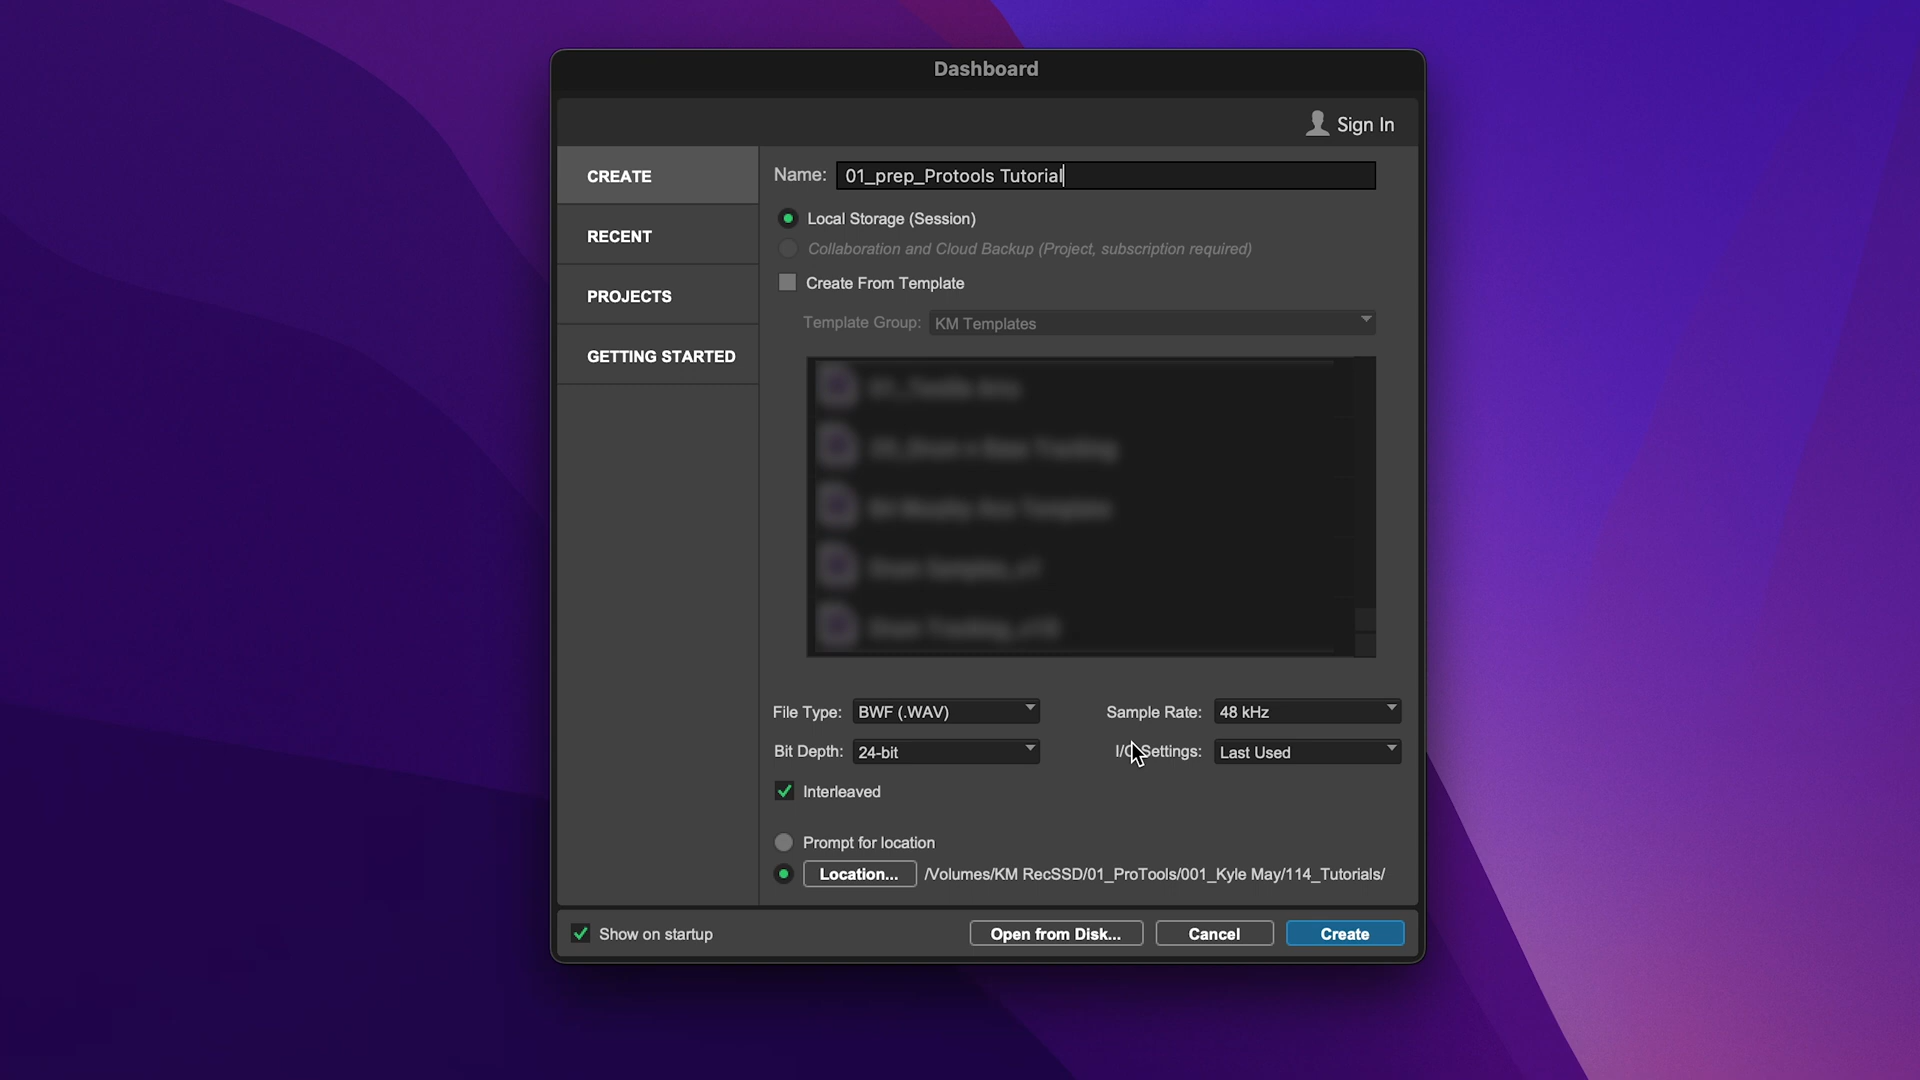 Dashboard
Sign In
CREATE
RECENT
PROJECTS
GETTING STARTED
Name: 01_prep_Protools Tutorial
Local Storage (Session)
Collaboration and Cloud Backup (Project, subscription required)
Create From Template
Template Group: KM Templates
File Type: BWF (.WAV)
Sample Rate: 48 kHz
Bit Depth: 24-bit
Settings: Last Used
Interleaved
Prompt for location
Location... /Volumes/KM RecSSD/01_ProTools/001_Kyle May/114_Tutorials/
Show on startup
Open from Disk...
Cancel
Create